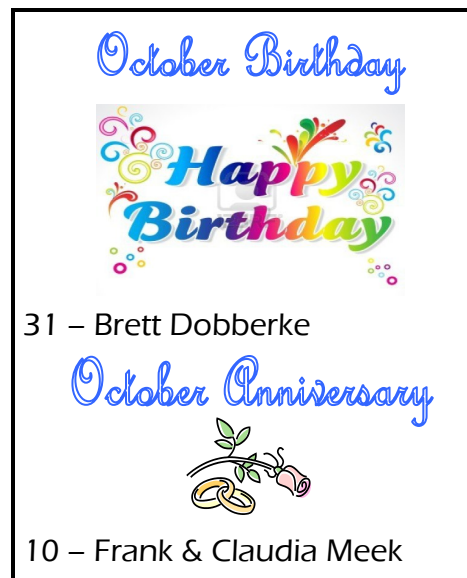 October Birthday
Happy
Birthday
31 – Brett Dobberke
October Anniversary
10 – Frank & Claudia Meek